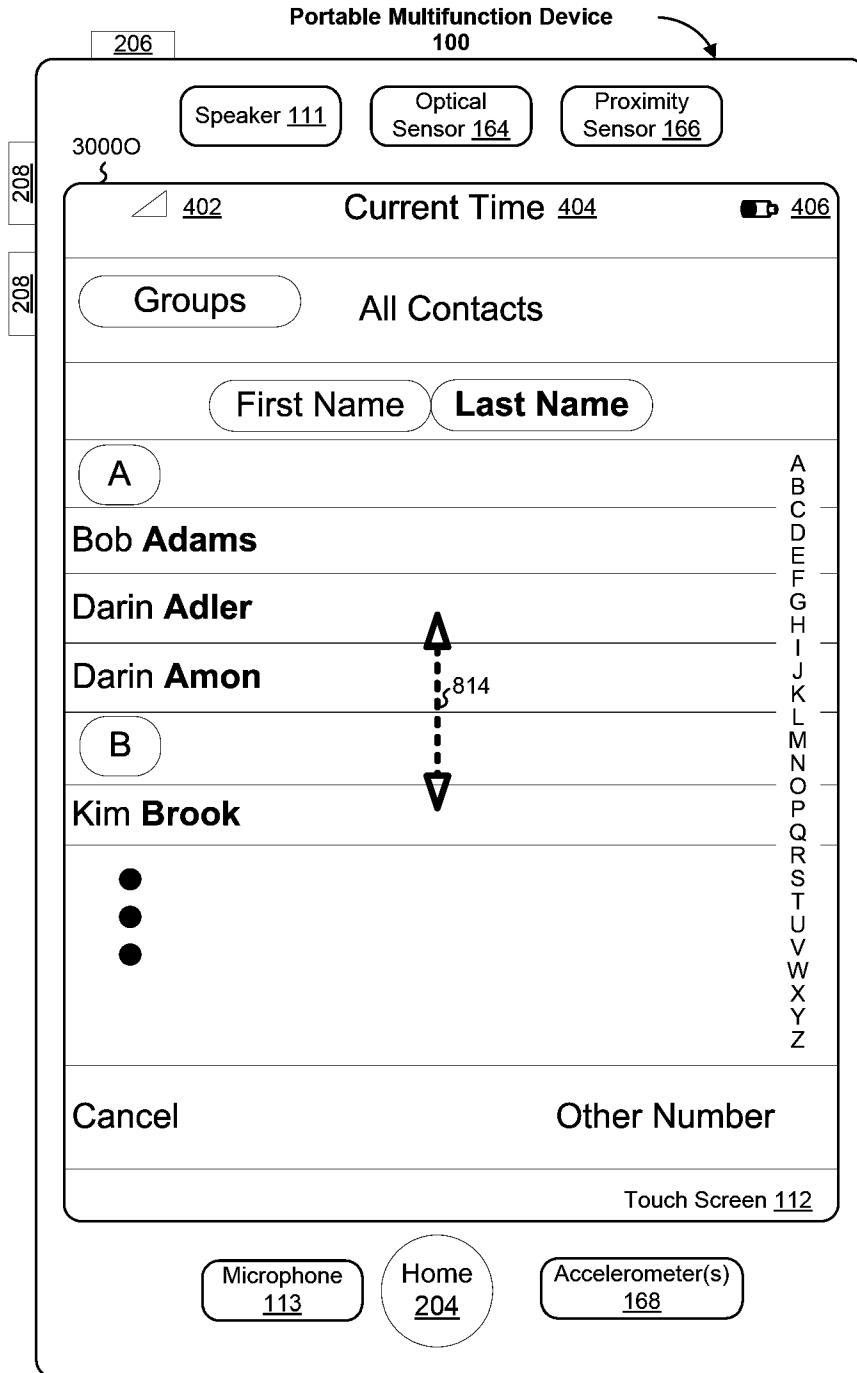 Portable Multifunction Device
100
206
Speaker 111
Optical
Sensor 164
Proximity
Sensor 166
3000O
208
208
402
Current Time 404
406
Groups
All Contacts
First Name
Last Name
A
Bob Adams
Darin Adler
Darin Amon
814
B
Kim Brook
A
B
C
D
E
F
G
H
I
J
K
L
M
N
O
P
Q
R
S
T
U
V
W
X
Y
Z
Cancel
Other Number
Touch Screen 112
Microphone
113
Home
204
Accelerometer(s)
168